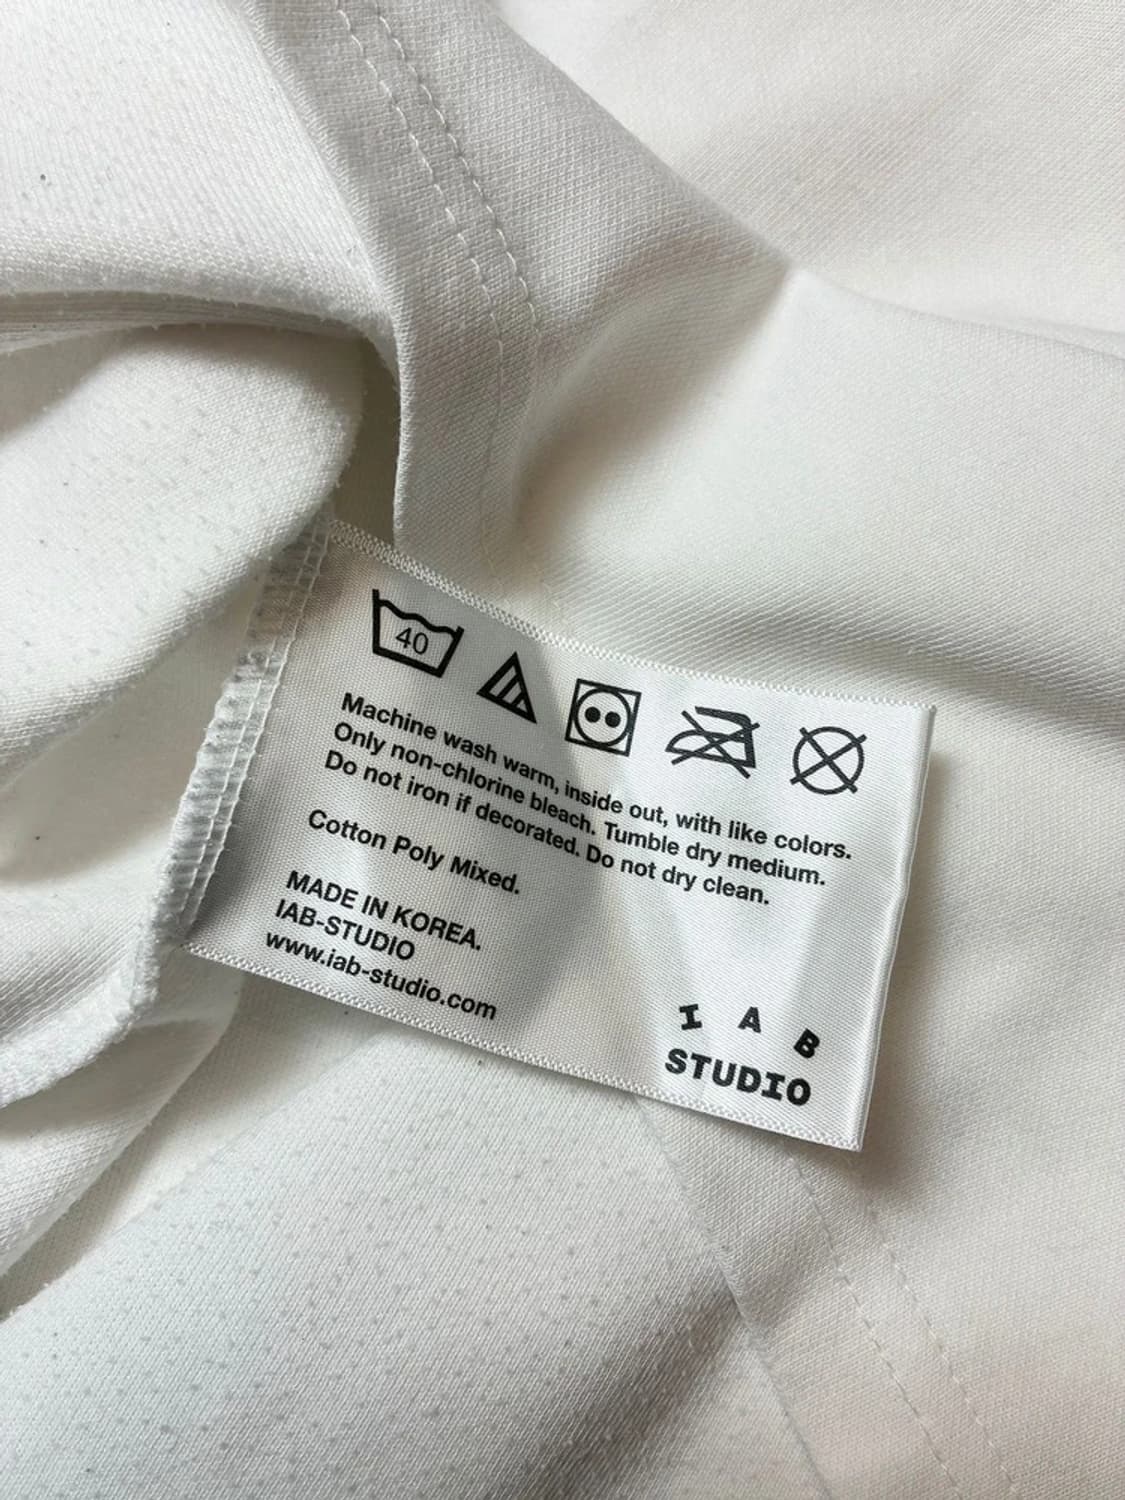 40
Machine wash warm, inside out, with like colors.
Only non-chlorine bleach. Tumble dry medium.
Do not iron if decorated. Do not dry clean.
Cotton Poly Mixed.
MADE IN KOREA.
IAB-STUDIO
www.iab-studio.com
I A B
STUDIO